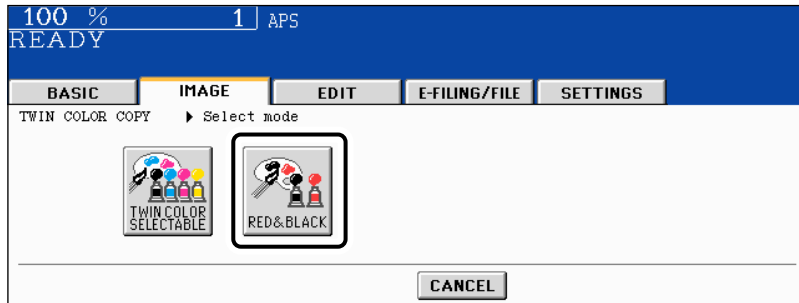 100 % 1 APS
READY
BASIC IMAGE EDIT E-FILING/FILE SETTINGS
TWIN COLOR COPY Select mode
TWIN COLOR
SELECTABLE
RED&BLACK
CANCEL